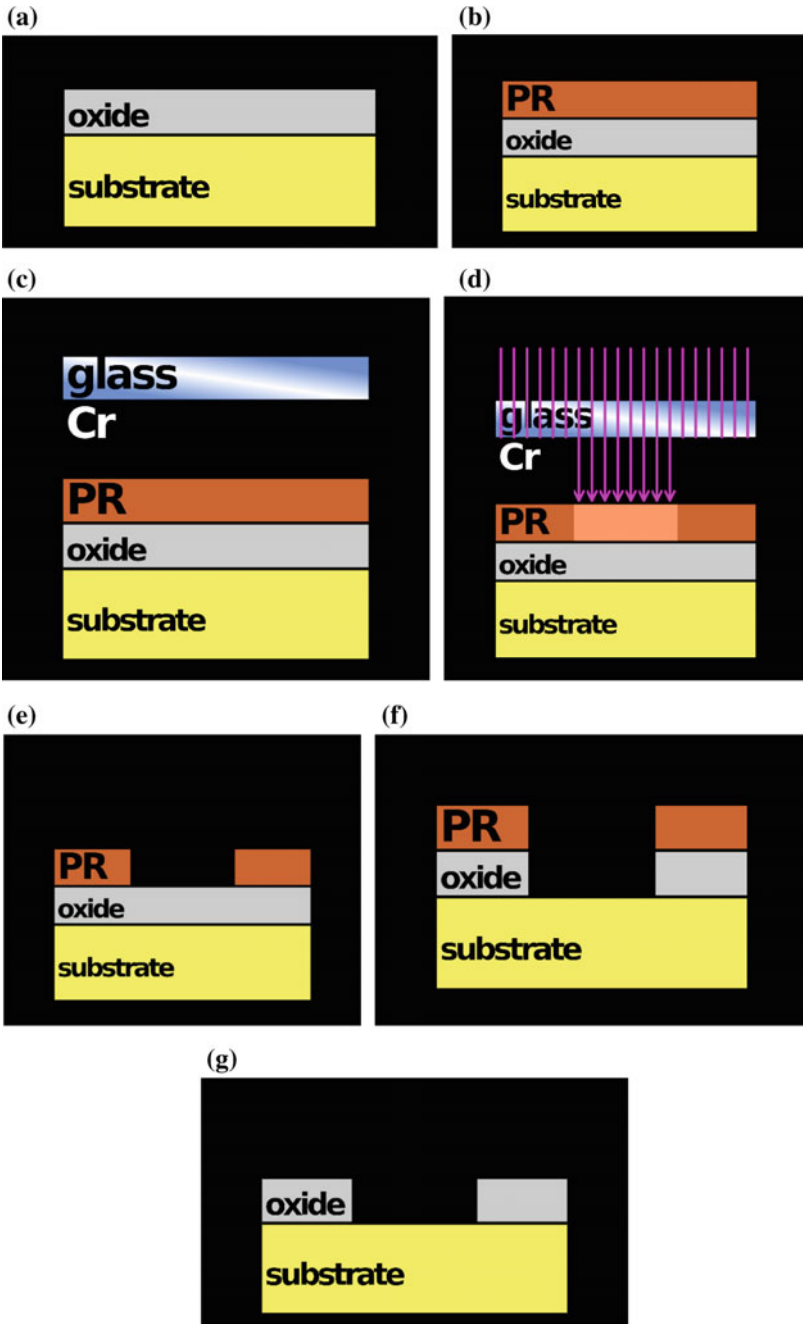 (a)
oxide
substrate
(b)
PR
oxide
substrate
(c)
glass
Cr
PR
oxide
substrate
(d)
glass
Cr
PR
oxide
substrate
(e)
PR
oxide
substrate
(f)
PR
oxide
substrate
(g)
oxide
substrate